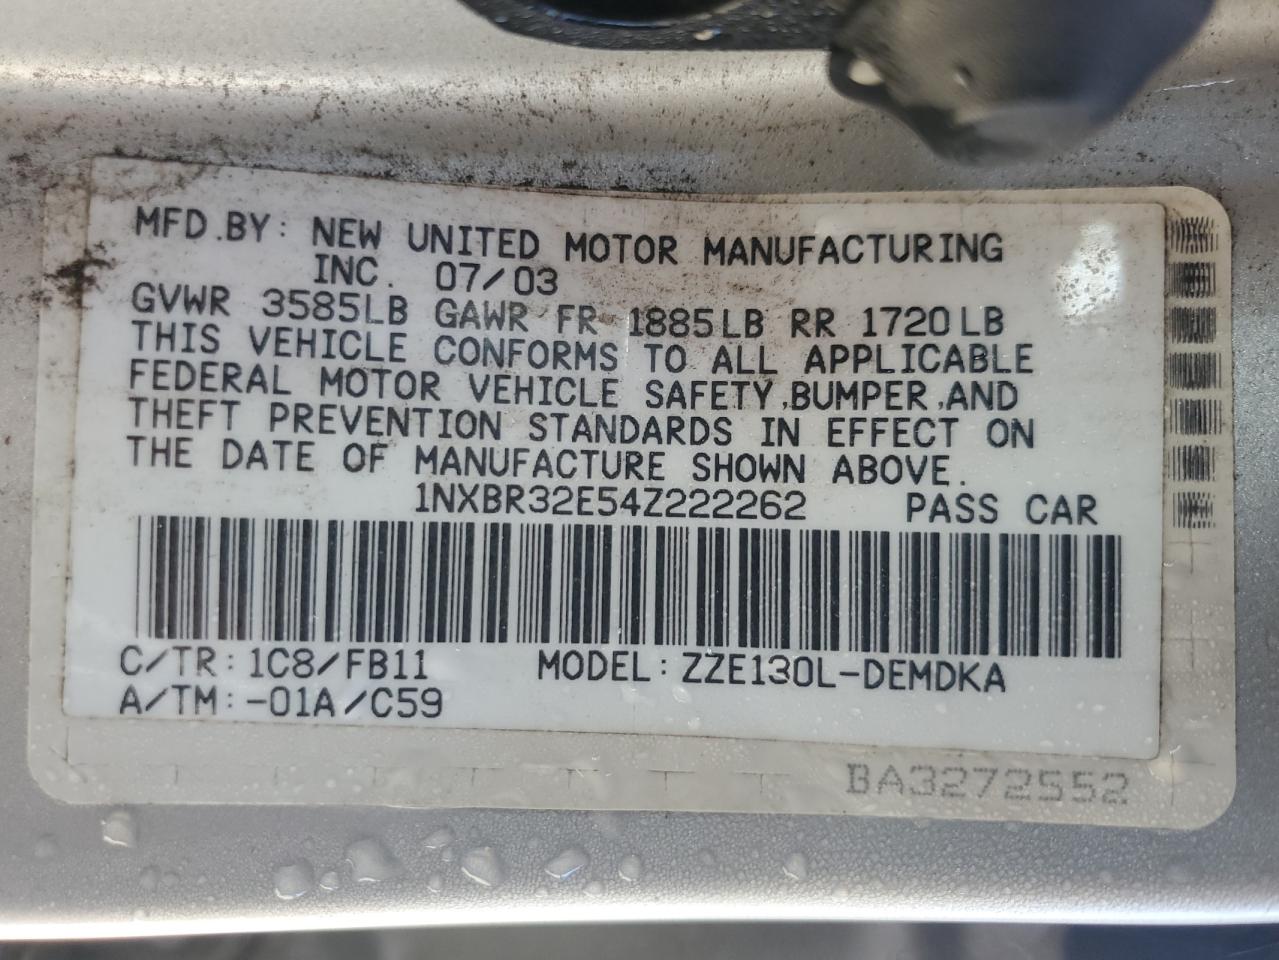 MFD.BY: NEW UNITED MOTOR MANUFACTURING
INC. 07/03
GVWR 3585LB GAWR FR 1885LB RR 1720LB
THIS VEHICLE CONFORMS TO ALL APPLICABLE
FEDERAL MOTOR VEHICLE SAFETY,BUMPER,AND
THEFT PREVENTION STANDARDS IN EFFECT ON
THE DATE OF MANUFACTURE SHOWN ABOVE.
1NXBR32E54Z222262 PASS CAR
C/TR: 1C8/FB11 MODEL: ZZE130L-DEMDKA
A/TM: -01A/C59
BA3272552